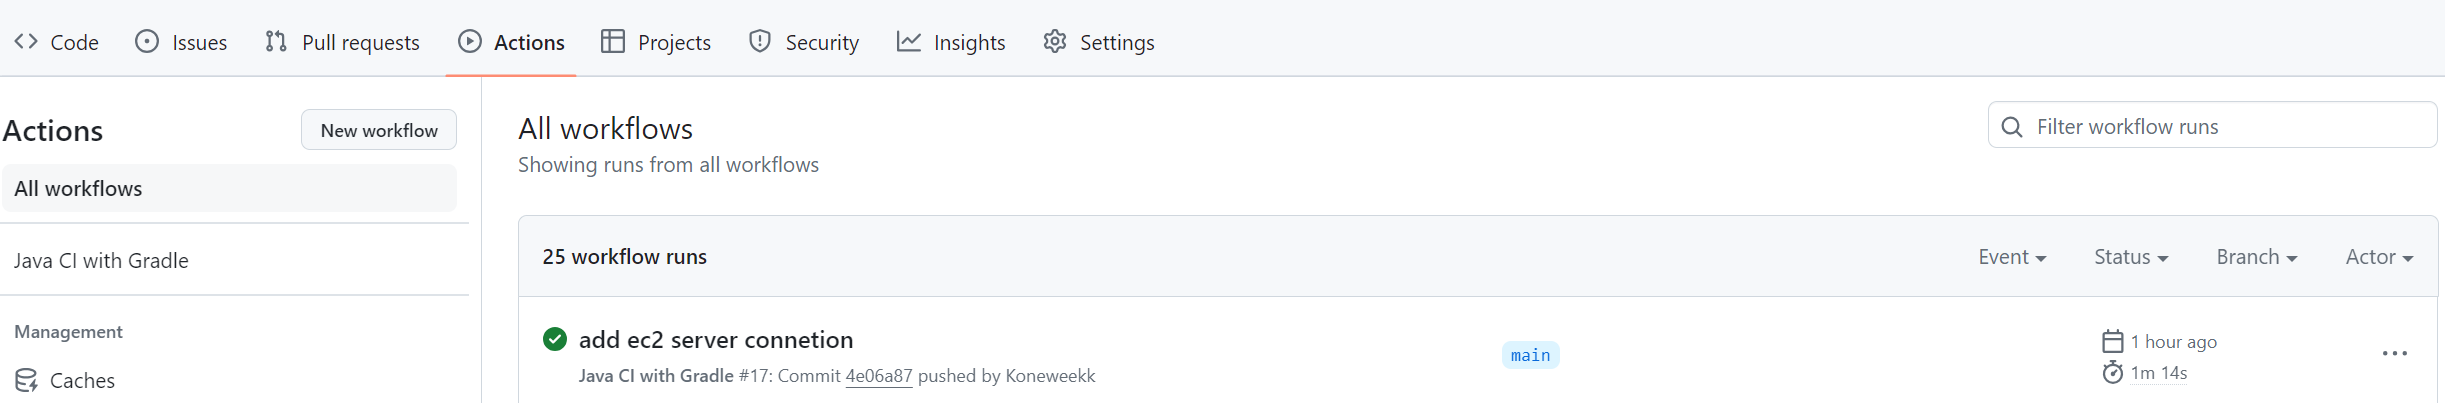 Code Issues Pull requests Actions Projects Security Insights Settings
Actions
New workflow
All workflows
Java CI with Gradle
Management
Caches
All workflows
Showing runs from all workflows
Filter workflow runs
25 workflow runs
Event Status Branch Actor
add ec2 server connetion
Java CI with Gradle #17: Commit 4e06a87 pushed by Koneweekk
main
1 hour ago
1m 14s